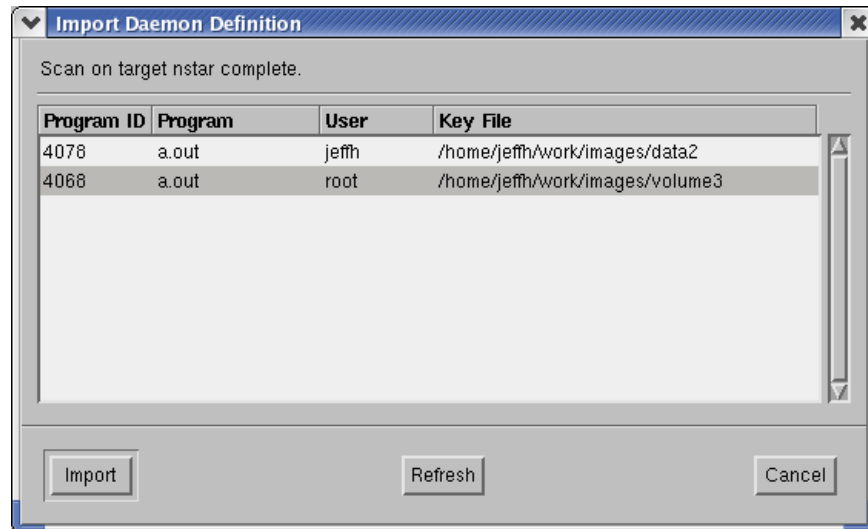 Import Daemon Definition
Scan on target nstar complete.
Program ID Program User Key File
4078 a.out jeffh /home/jeffh/work/images/data2
4068 a.out root /home/jeffh/work/images/volume3
Import Refresh Cancel